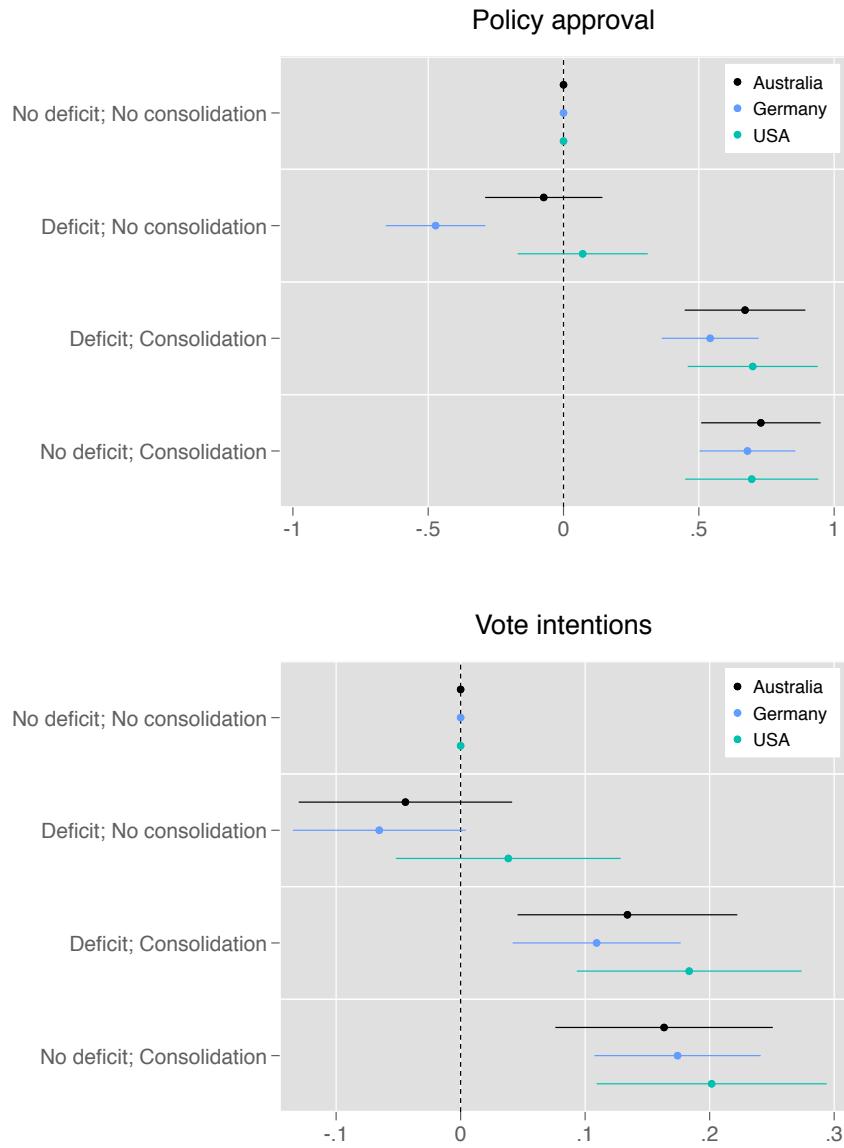 Policy approval
Australia
Germany
USA
No deficit; No consolidation
Deficit; No consolidation
Deficit; Consolidation
No deficit; Consolidation
-1 -.5 0 .5 1
Vote intentions
Australia
Germany
USA
No deficit; No consolidation
Deficit; No consolidation
Deficit; Consolidation
No deficit; Consolidation
-.1 0 .1 .2 .3